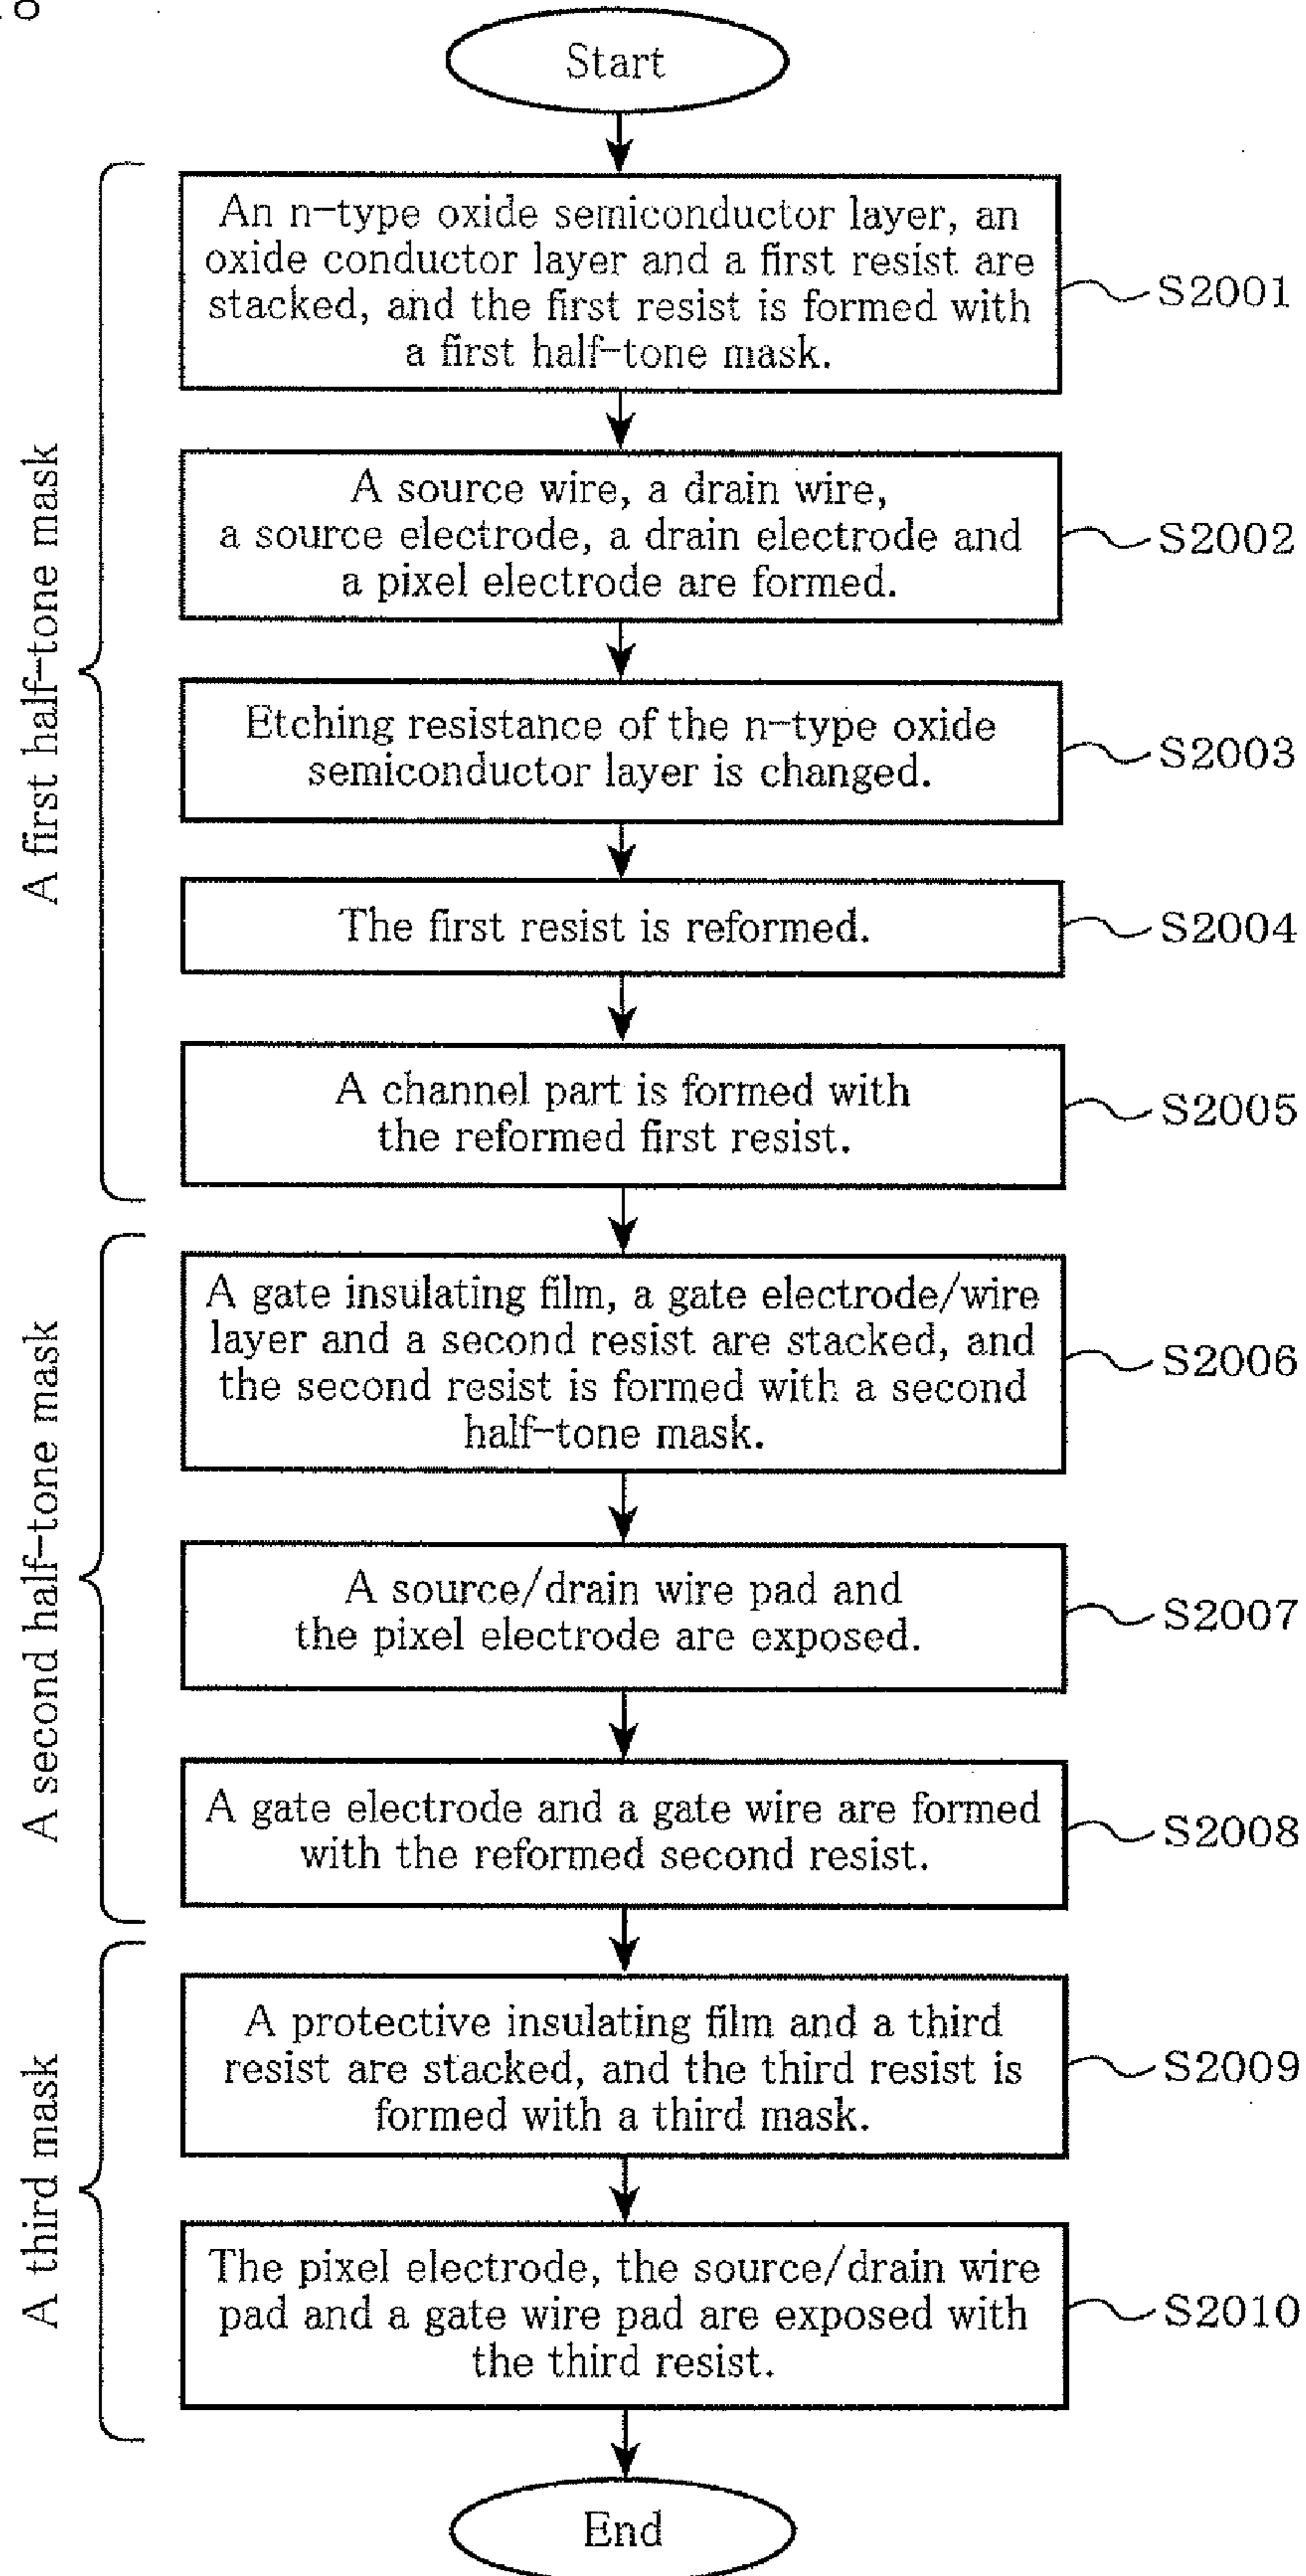 8
Start
A first half-tone mask
An n-type oxide semiconductor layer, an
oxide conductor layer and a first resist are
stacked, and the first resist is formed with
a first half-tone mask.
S2001
A source wire, a drain wire,
a source electrode, a drain electrode and
a pixel electrode are formed.
S2002
Etching resistance of the n-type oxide
semiconductor layer is changed.
S2003
The first resist is reformed.
S2004
A channel part is formed with
the reformed first resist.
S2005
A second half-tone mask
A gate insulating film, a gate electrode/wire
layer and a second resist are stacked, and
the second resist is formed with a second
half-tone mask.
S2006
A source/drain wire pad and
the pixel electrode are exposed.
S2007
A gate electrode and a gate wire are formed
with the reformed second resist.
S2008
A third mask
A protective insulating film and a third
resist are stacked, and the third resist is
formed with a third mask.
S2009
The pixel electrode, the source/drain wire
pad and a gate wire pad are exposed with
the third resist.
S2010
End